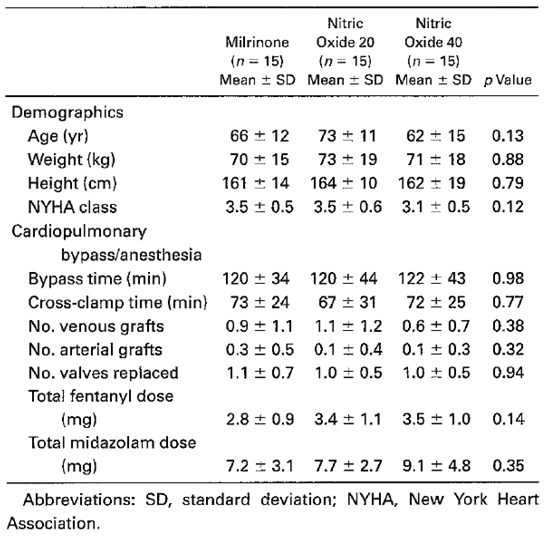 Nitric Nitric
Milrinone Oxide 20 Oxide 40
(n = 15) (n = 15) (n = 15)
Mean ± SD Mean ± SD Mean ± SD p Value
Demographics
Age (yr) 66 ± 12 73 ± 11 62 ± 15 0.13
Weight (kg) 70 ± 15 73 ± 19 71 ± 18 0.88
Height (cm) 161 ± 14 164 ± 10 162 ± 19 0.79
NYHA class 3.5 ± 0.5 3.5 ± 0.6 3.1 ± 0.5 0.12
Cardiopulmonary
bypass/anesthesia
Bypass time (min) 120 ± 34 120 ± 44 122 ± 43 0.98
Cross-clamp time (min) 73 ± 24 67 ± 31 72 ± 25 0.77
No. venous grafts 0.9 ± 1.1 1.1 ± 1.2 0.6 ± 0.7 0.38
No. arterial grafts 0.3 ± 0.5 0.1 ± 0.4 0.1 ± 0.3 0.32
No. valves replaced 1.1 ± 0.7 1.0 ± 0.5 1.0 ± 0.5 0.94
Total fentanyl dose
(mg) 2.8 ± 0.9 3.4 ± 1.1 3.5 ± 1.0 0.14
Total midazolam dose
(mg) 7.2 ± 3.1 7.7 ± 2.7 9.1 ± 4.8 0.35
Abbreviations: SD, standard deviation; NYHA, New York Heart
Association.